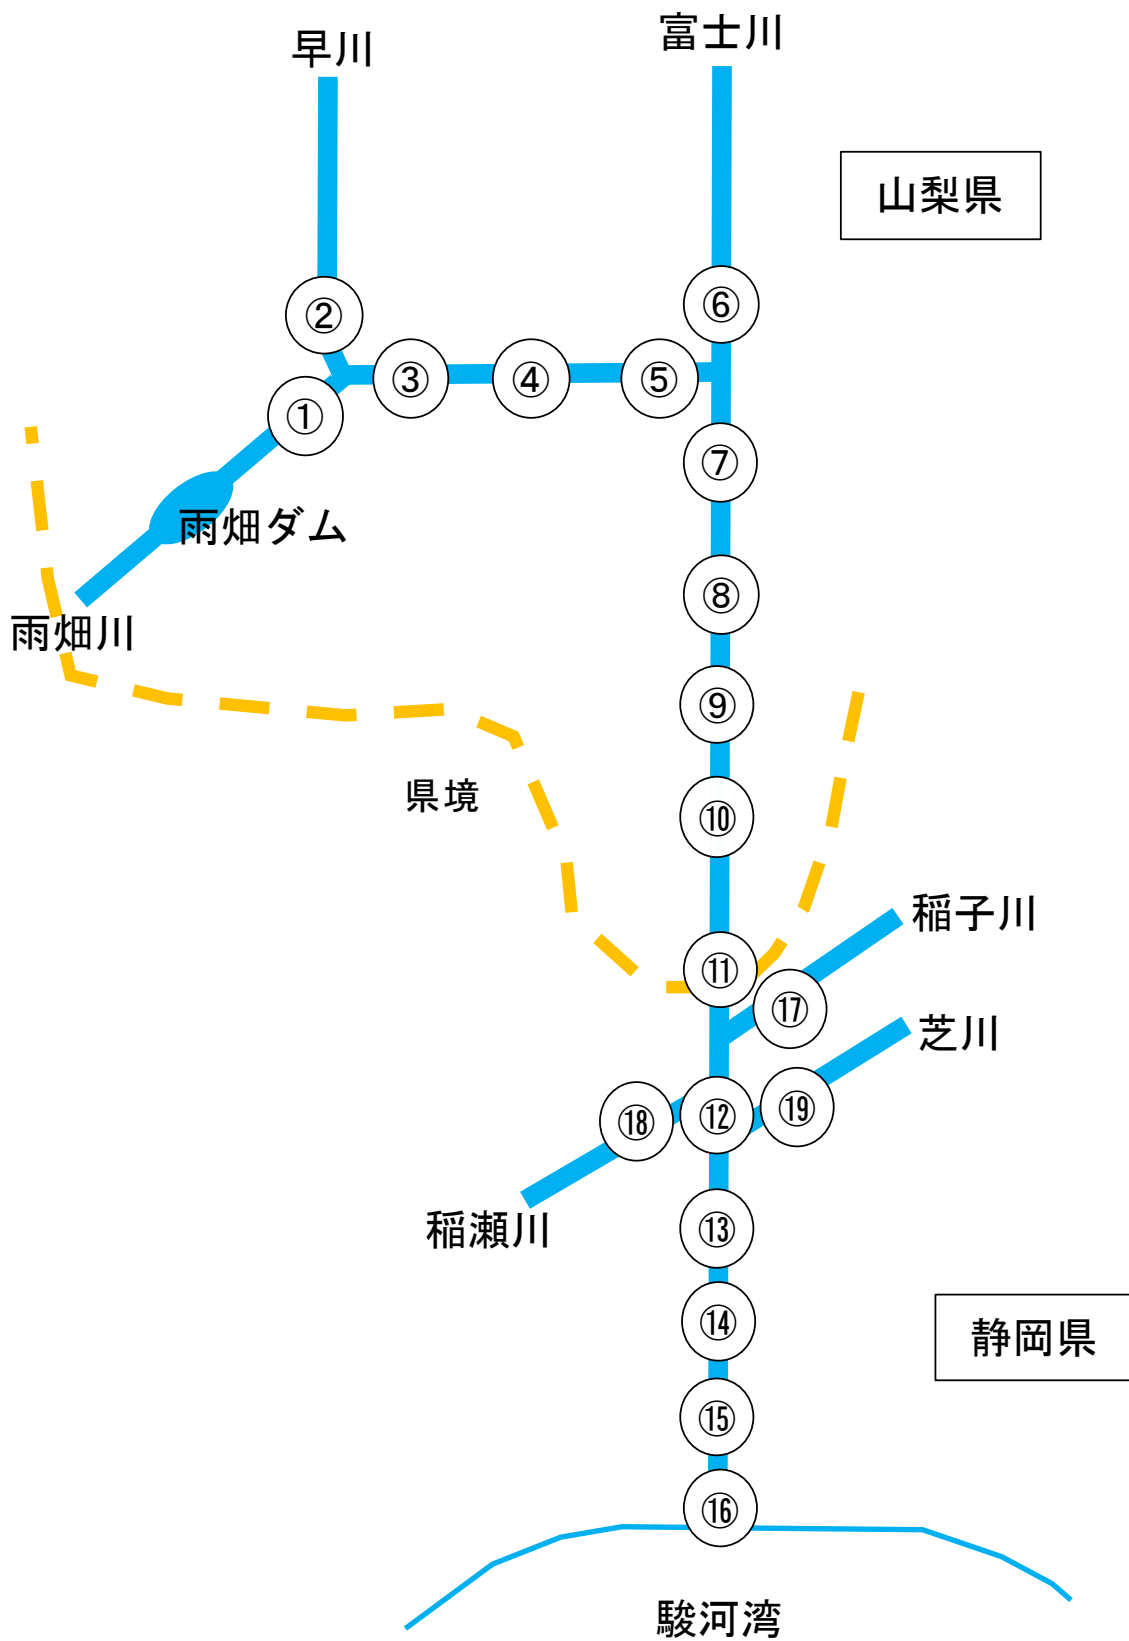 早川
富士川
山梨県
②
⑥
③
④
⑤
①
⑦
雨畑ダム
⑧
雨畑川
⑨
県境
⑩
稲子川
⑪
⑰
芝川
⑱
⑫
⑲
稲瀬川
⑬
⑭
静岡県
⑮
⑯
駿河湾